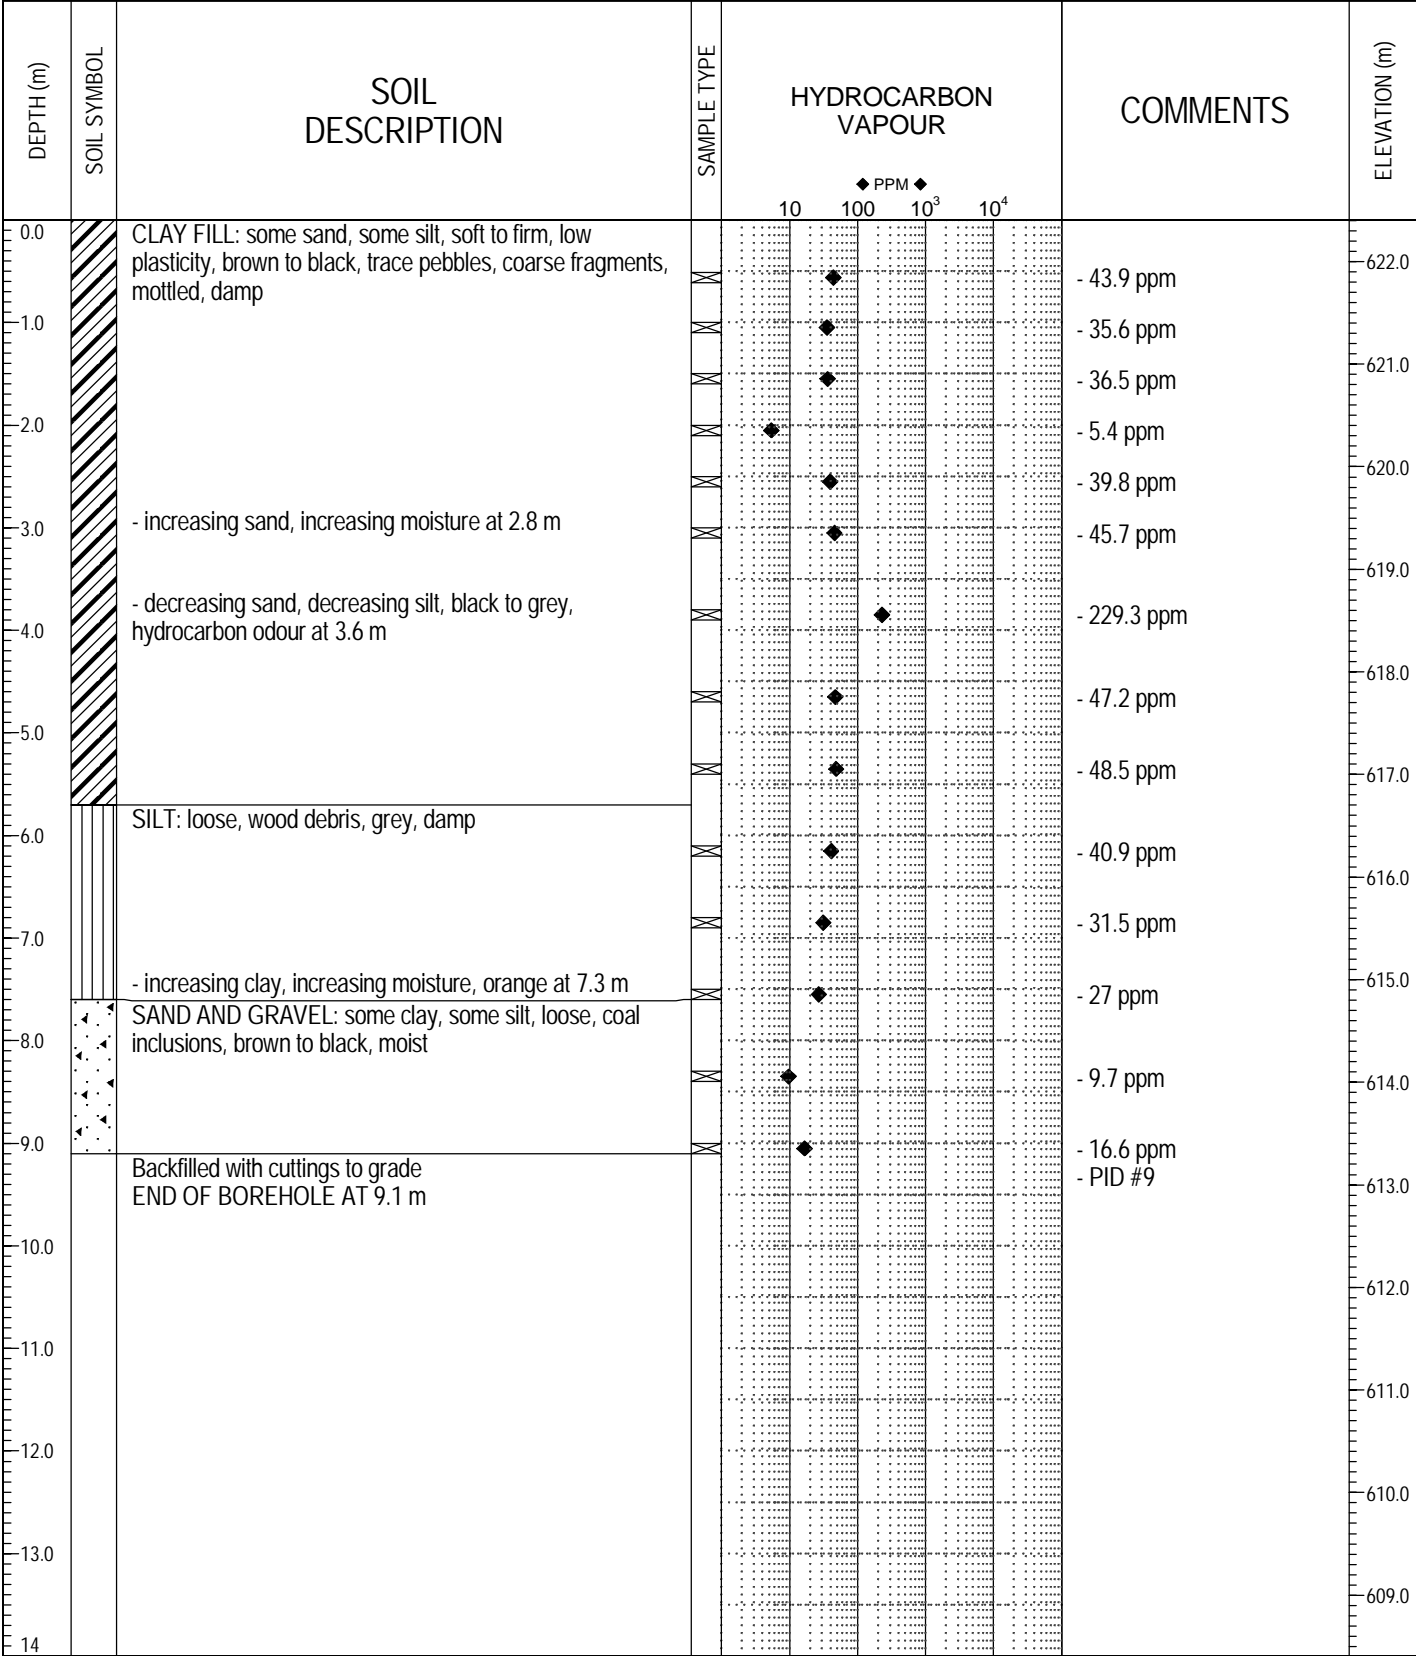 DEPTH (m)
SOIL SYMBOL
SOIL
DESCRIPTION
SAMPLE TYPE
HYDROCARBON
VAPOUR
◆ PPM ◆
10 100 10³ 10⁴
COMMENTS
ELEVATION (m)
0.0
CLAY FILL: some sand, some silt, soft to firm, low
plasticity, brown to black, trace pebbles, coarse fragments,
mottled, damp
622.0
- 43.9 ppm
1.0
- 35.6 ppm
621.0
- 36.5 ppm
2.0
- 5.4 ppm
620.0
- 39.8 ppm
- increasing sand, increasing moisture at 2.8 m
3.0
- 45.7 ppm
619.0
- decreasing sand, decreasing silt, black to grey,
hydrocarbon odour at 3.6 m
- 229.3 ppm
4.0
618.0
- 47.2 ppm
5.0
- 48.5 ppm
617.0
SILT: loose, wood debris, grey, damp
6.0
- 40.9 ppm
616.0
- 31.5 ppm
7.0
- increasing clay, increasing moisture, orange at 7.3 m
615.0
- 27 ppm
SAND AND GRAVEL: some clay, some silt, loose, coal
inclusions, brown to black, moist
8.0
- 9.7 ppm
614.0
9.0
- 16.6 ppm
- PID #9
Backfilled with cuttings to grade
END OF BOREHOLE AT 9.1 m
613.0
10.0
612.0
11.0
611.0
12.0
610.0
13.0
609.0
14